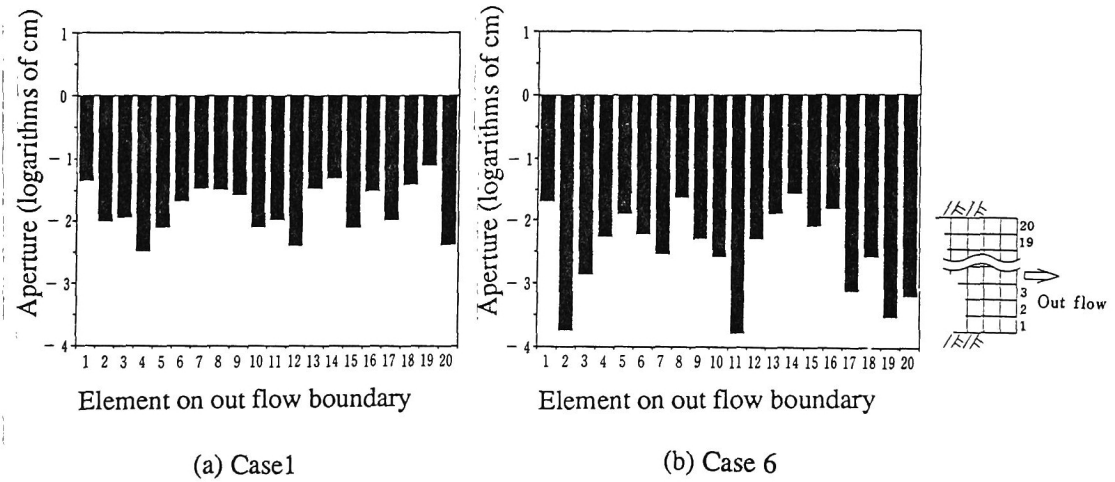 Aperture (logarithms of cm)
1
0
− 1
− 2
− 3
− 4
1 2 3 4 5 6 7 8 9 10 11 12 13 14 15 16 17 18 19 20
Element on out flow boundary
(a) Case1
Aperture (logarithms of cm)
1
0
− 1
− 2
− 3
− 4
1 2 3 4 5 6 7 8 9 10 11 12 13 14 15 16 17 18 19 20
Element on out flow boundary
(b) Case 6
20
19
3
2
1
Out flow